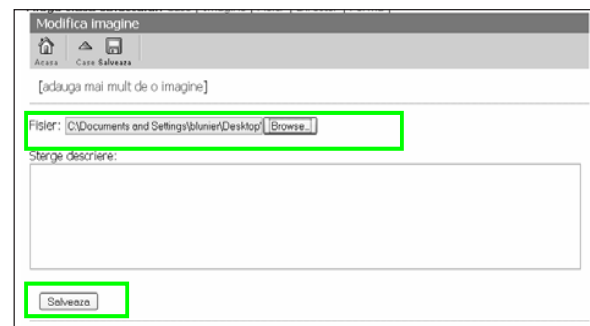 Modifica imagine
Acasa Case Salveaza
[adauga mai mult de o imagine]
Fisier: C:\Documents and Settings\blunier\Desktop\ Browse...
Sterge descriere:
Salveaza